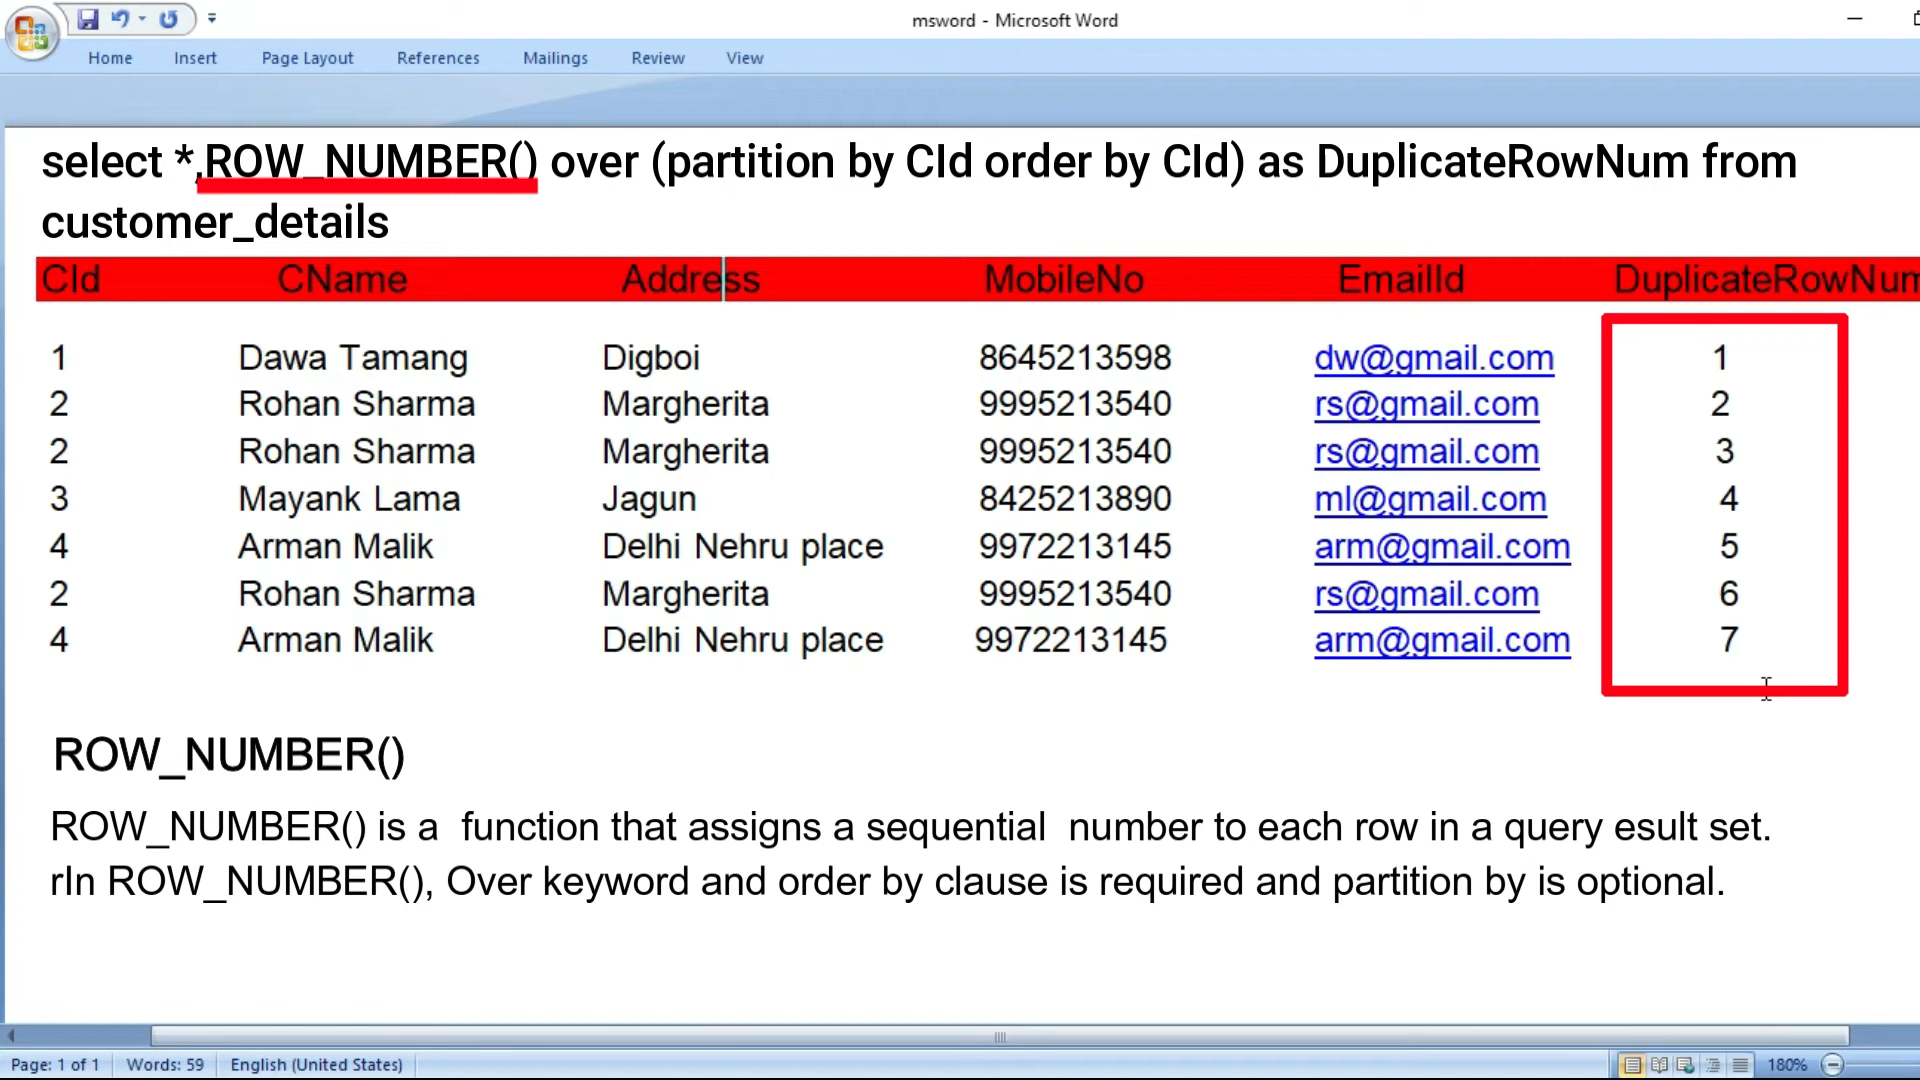 msword - Microsoft Word
Home Insert Page Layout References Mailings Review View
select *,ROW_NUMBER() over (partition by CId order by CId) as DuplicateRowNum from
customer_details
CId CName Address MobileNo EmailId DuplicateRowNum
1 Dawa Tamang Digboi 8645213598 dw@gmail.com 1
2 Rohan Sharma Margherita 9995213540 rs@gmail.com 2
2 Rohan Sharma Margherita 9995213540 rs@gmail.com 3
3 Mayank Lama Jagun 8425213890 ml@gmail.com 4
4 Arman Malik Delhi Nehru place 9972213145 arm@gmail.com 5
2 Rohan Sharma Margherita 9995213540 rs@gmail.com 6
4 Arman Malik Delhi Nehru place 9972213145 arm@gmail.com 7
ROW_NUMBER()
ROW_NUMBER() is a function that assigns a sequential number to each row in a query esult set.
rIn ROW_NUMBER(), Over keyword and order by clause is required and partition by is optional.
Page: 1 of 1 Words: 59 English (United States) 180%